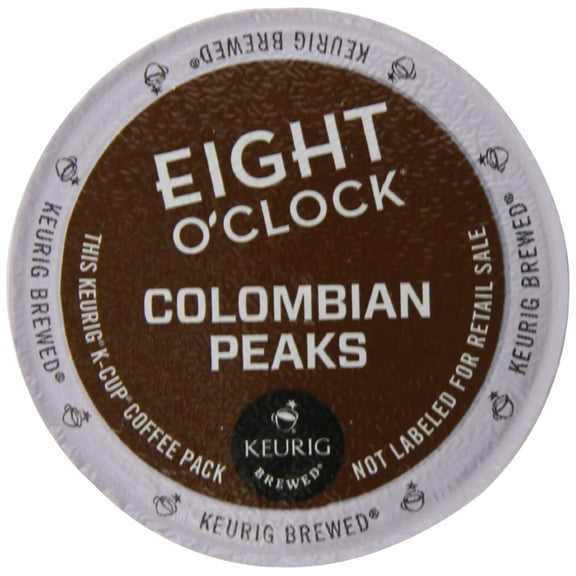 EIGHT
O'CLOCK
COLOMBIAN
PEAKS
KEURIG
BREWED®
THIS KEURIG® K-CUP® COFFEE PACK
NOT LABELED FOR RETAIL SALE
KEURIG BREWED®
KEURIG BREWED®
KEURIG BREWED®
KEURIG BREWED®